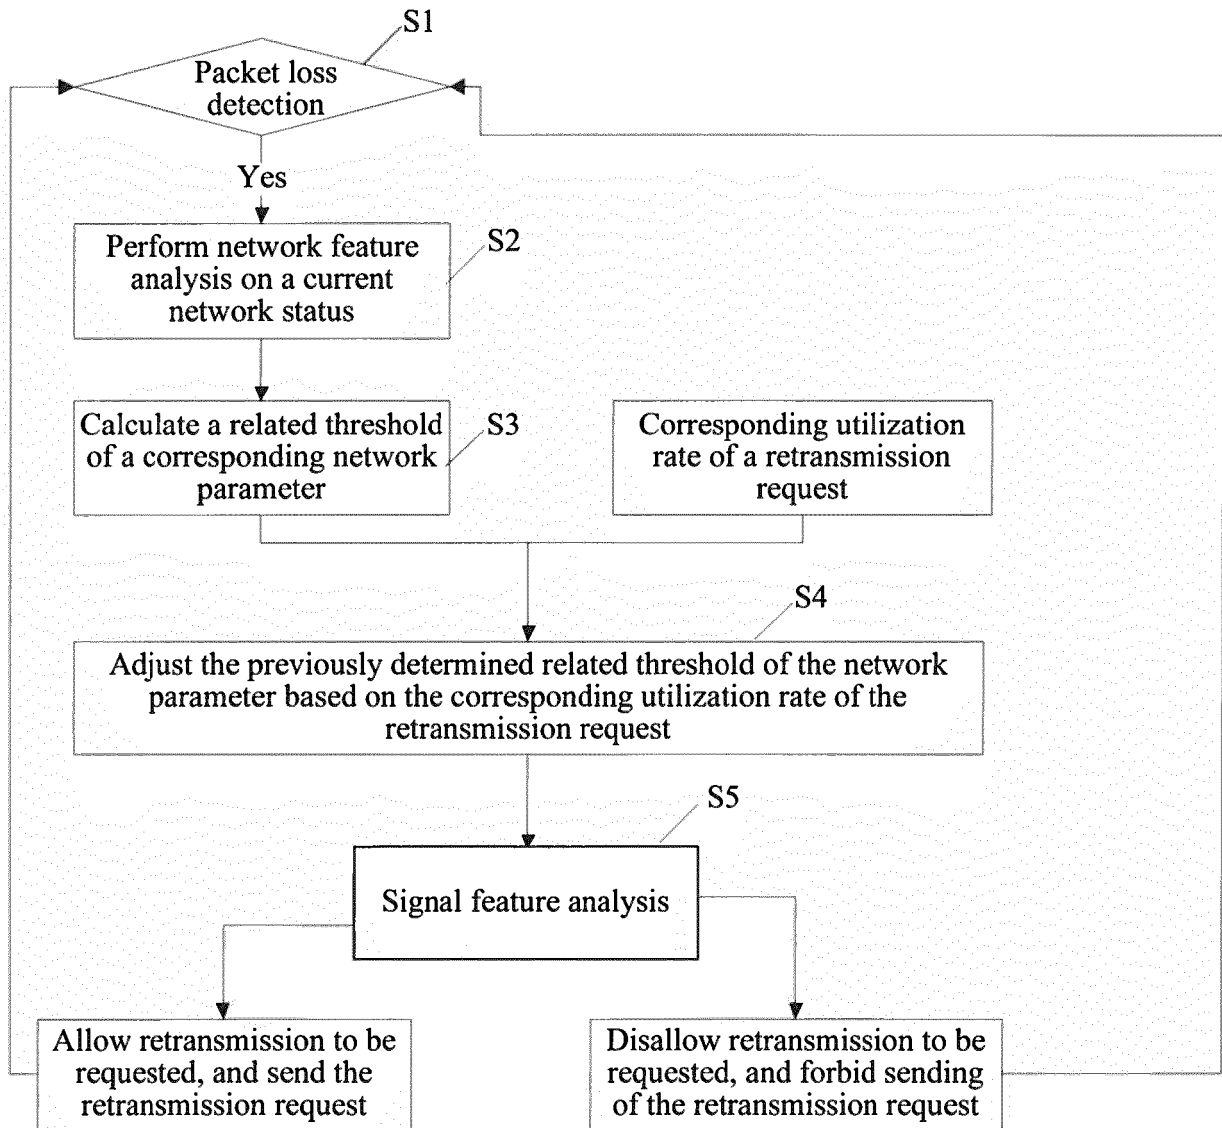 S1
Packet loss
detection
Yes
Perform network feature
analysis on a current
network status
S2
Calculate a related threshold
of a corresponding network
parameter
S3
Corresponding utilization
rate of a retransmission
request
S4
Adjust the previously determined related threshold of the network
parameter based on the corresponding utilization rate of the
retransmission request
S5
Signal feature analysis
Allow retransmission to be
requested, and send the
retransmission request
Disallow retransmission to be
requested, and forbid sending
of the retransmission request